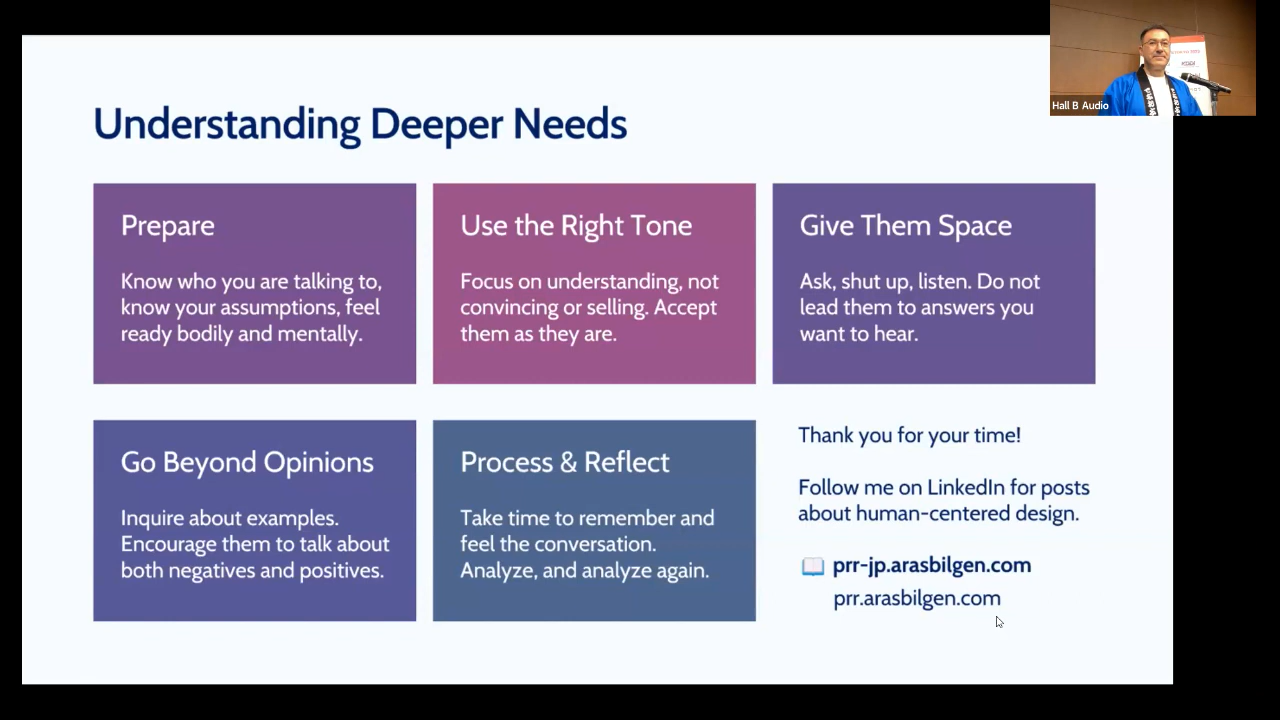 Understanding Deeper Needs
Prepare
Know who you are talking to,
know your assumptions, feel
ready bodily and mentally.
Use the Right Tone
Focus on understanding, not
convincing or selling. Accept
them as they are.
Give Them Space
Ask, shut up, listen. Do not
lead them to answers you
want to hear.
Go Beyond Opinions
Inquire about examples.
Encourage them to talk about
both negatives and positives.
Process & Reflect
Take time to remember and
feel the conversation.
Analyze, and analyze again.
Thank you for your time!
Follow me on LinkedIn for posts
about human-centered design.
prr-jp.arasbilgen.com
prr.arasbilgen.com
Hall B Audio